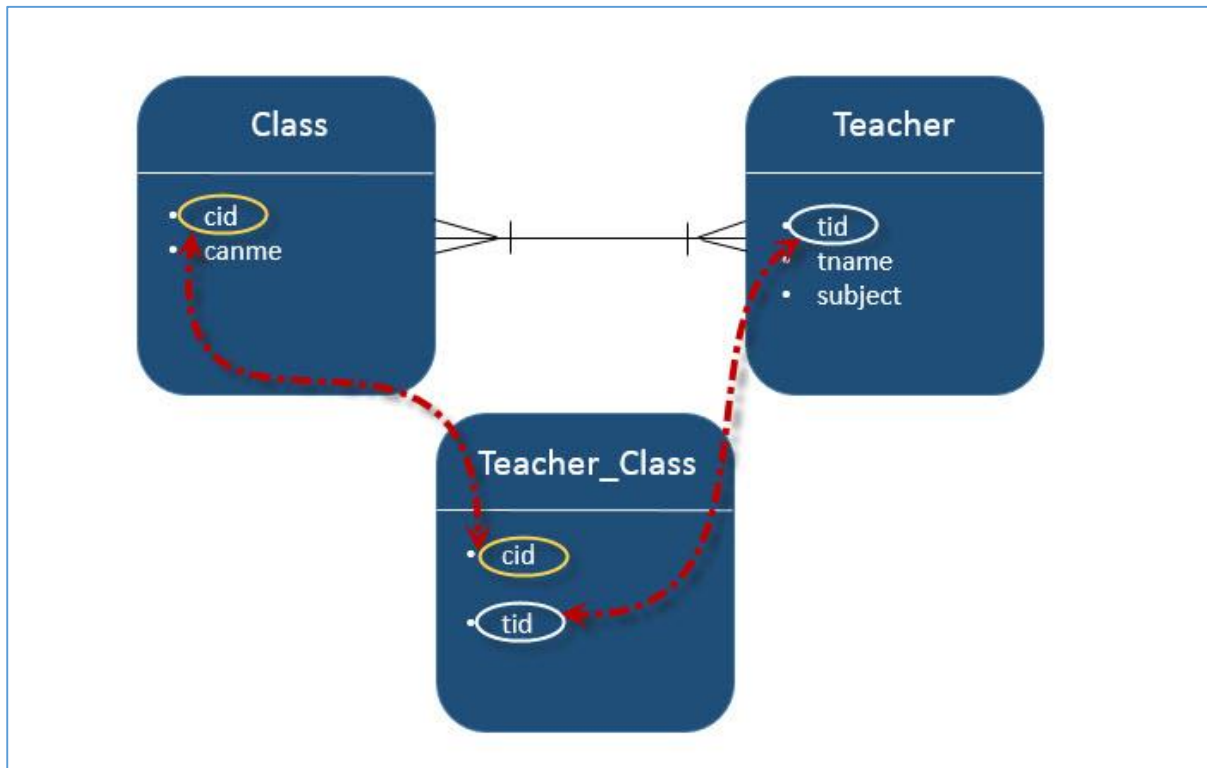 Class
• cid
• canme
Teacher
• tid
• tname
• subject
Teacher_Class
• cid
• tid